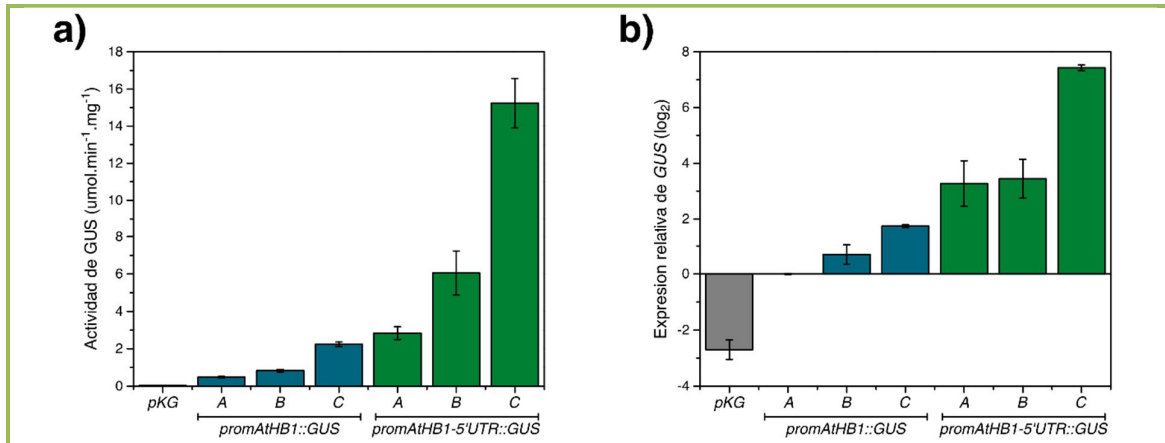 a)
Actividad de GUS (umol.min⁻¹.mg⁻¹)
18
16
14
12
10
8
6
4
2
0
pKG A B C A B C
promAtHB1::GUS promAtHB1-5'UTR::GUS
b)
Expresion relativa de GUS (log₂)
8
6
4
2
0
-2
-4
pKG A B C A B C
promAtHB1::GUS promAtHB1-5'UTR::GUS